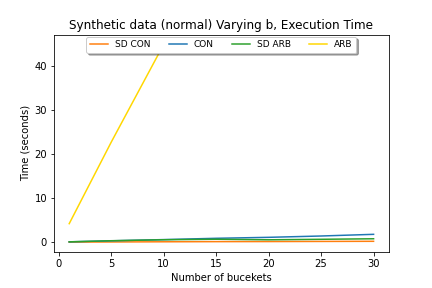 Synthetic data (normal) Varying b, Execution Time
SD CON CON SD ARB ARB
Time (seconds)
40
30
20
10
0
0 5 10 15 20 25 30
Number of bucekets